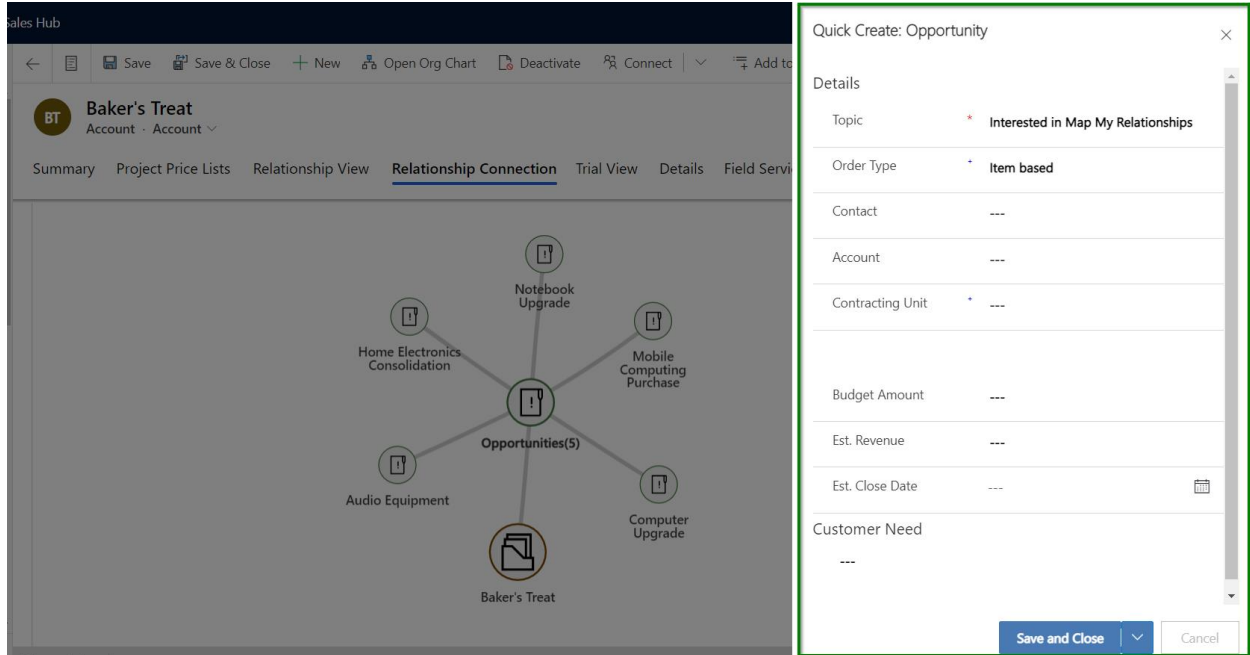 Sales Hub
Save
Save & Close
New
Open Org Chart
Deactivate
Connect
Add to
BT
Baker's Treat
Account · Account
Summary
Project Price Lists
Relationship View
Relationship Connection
Trial View
Details
Field Servi
Notebook
Upgrade
Home Electronics
Consolidation
Mobile
Computing
Purchase
Opportunities(5)
Audio Equipment
Computer
Upgrade
Baker's Treat
Quick Create: Opportunity
Details
Topic * Interested in Map My Relationships
Order Type + Item based
Contact ---
Account ---
Contracting Unit + ---
Budget Amount ---
Est. Revenue ---
Est. Close Date ---
Customer Need
---
Save and Close
Cancel